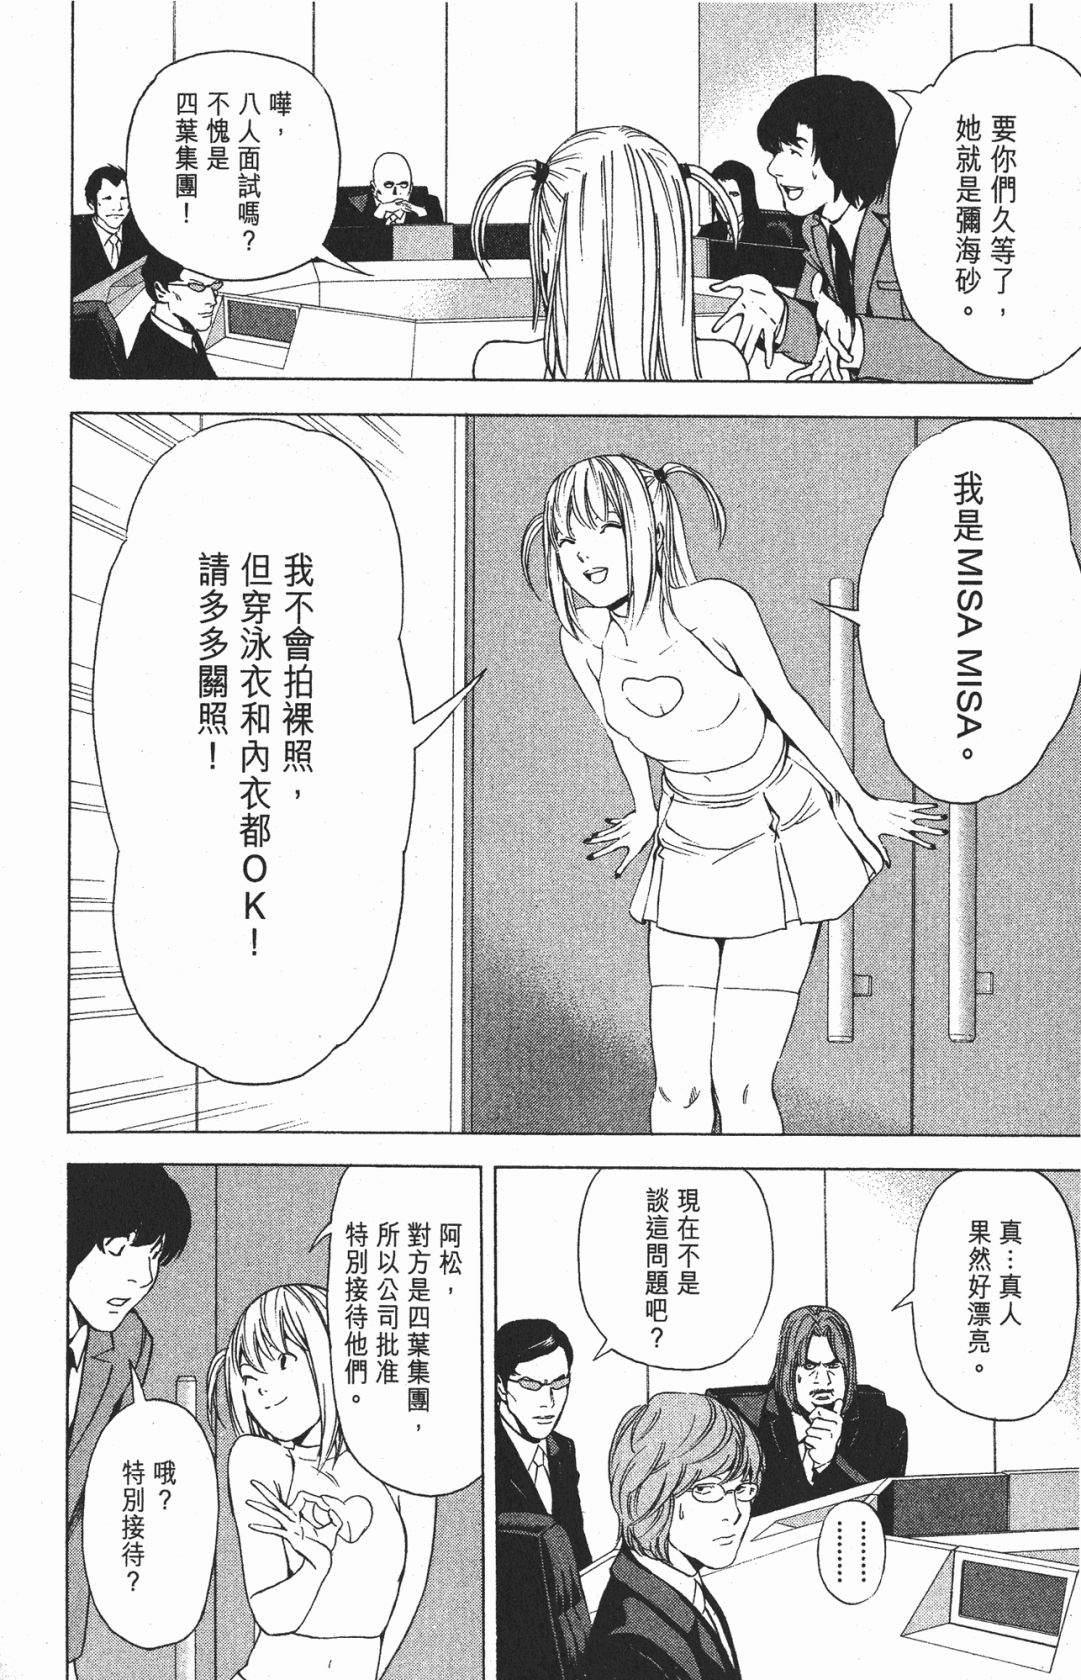 要你們久等了，
她就是彌海砂。
嘩，
八人面試嗎？
不愧是
四葉集團！
我是MISA MISA。
我不會拍裸照，
但穿泳衣和內衣都OK！
請多多關照！
真…真人
果然好漂亮。
現在不是
談這問題吧？
…………
阿松，
對方是四葉集團，
所以公司批准
特別接待他們。
哦？
特別接待？